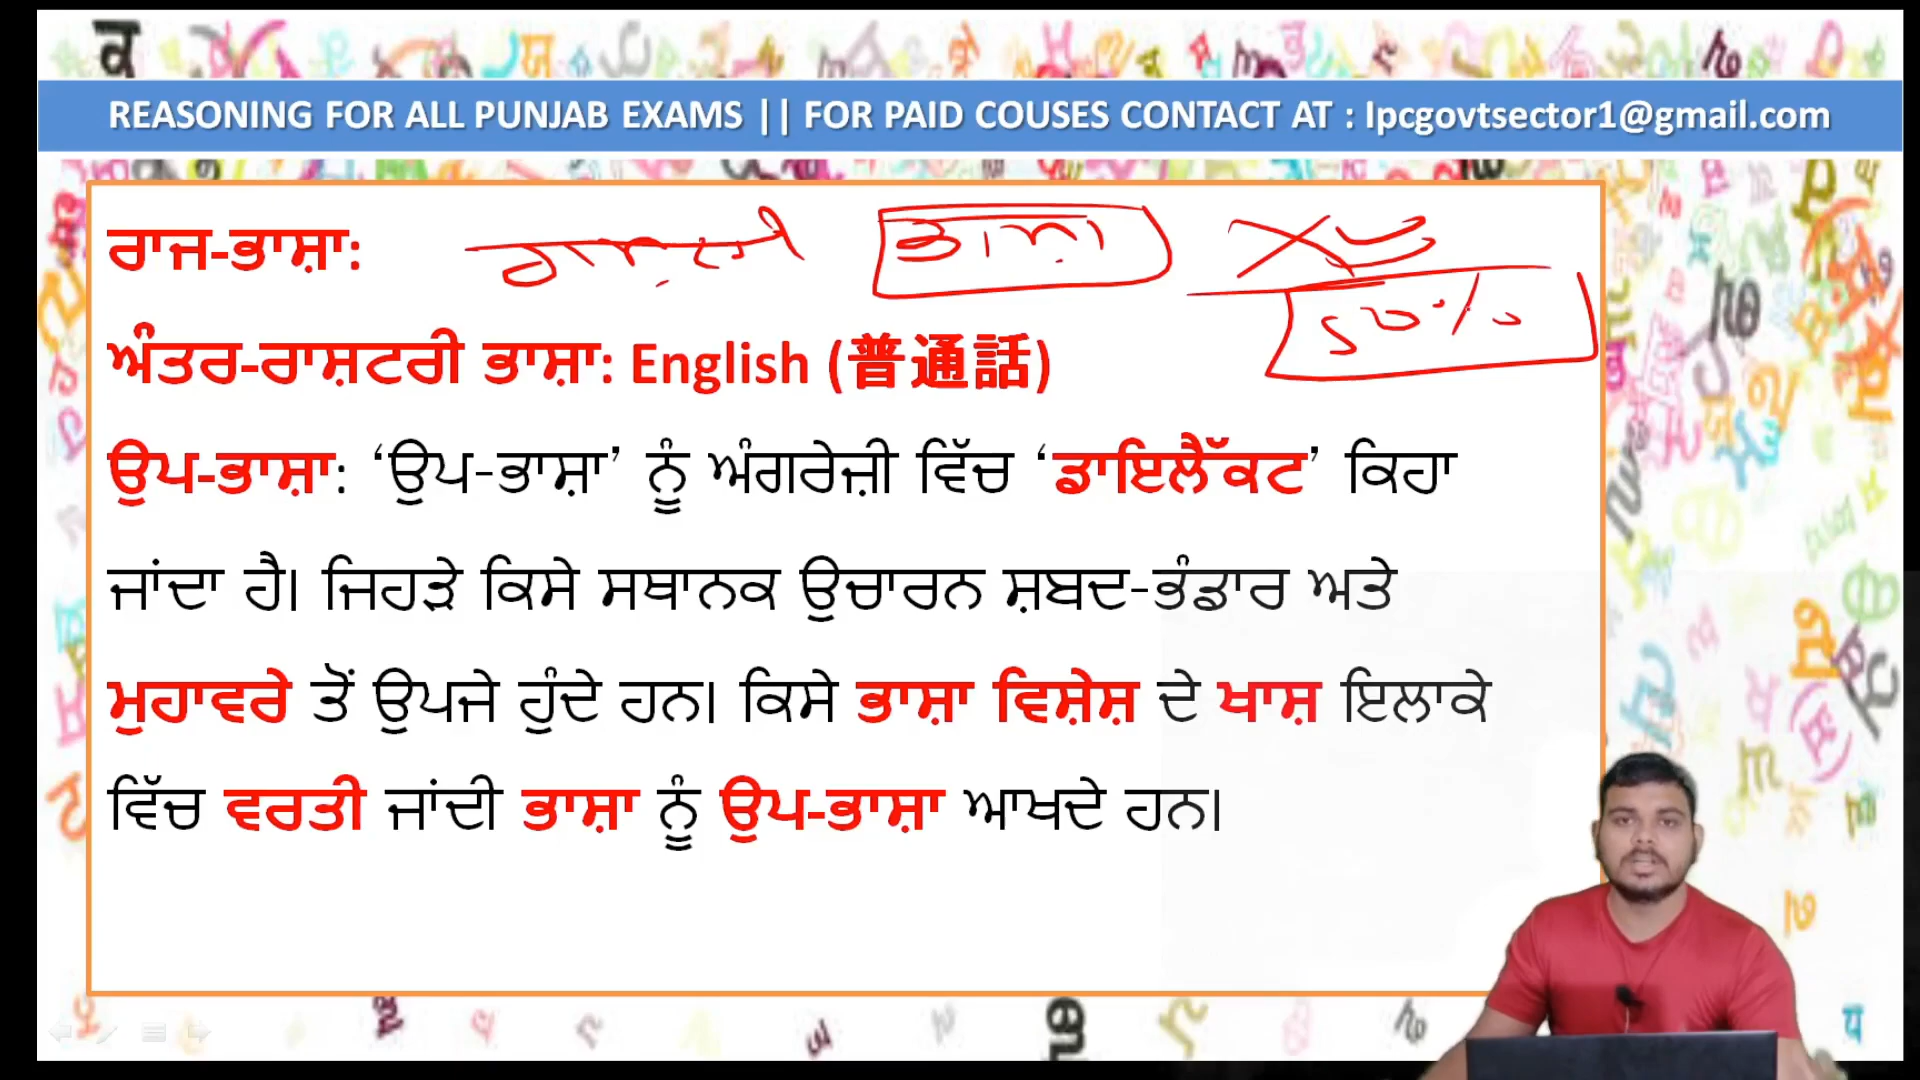 REASONING FOR ALL PUNJAB EXAMS || FOR PAID COUSES CONTACT AT : Ipcgovtsector1@gmail.com
ਰਾਜ-ਭਾਸ਼ਾ:
ਅੰਤਰ-ਰਾਸ਼ਟਰੀ ਭਾਸ਼ਾ: English (普通話)
ਉਪ-ਭਾਸ਼ਾ: ‘ਉਪ-ਭਾਸ਼ਾ’ ਨੂੰ ਅੰਗਰੇਜ਼ੀ ਵਿੱਚ ‘ਡਾਇਲੈੱਕਟ’ ਕਿਹਾ
ਜਾਂਦਾ ਹੈ। ਜਿਹੜੇ ਕਿਸੇ ਸਥਾਨਕ ਉਚਾਰਨ ਸ਼ਬਦ-ਭੰਡਾਰ ਅਤੇ
ਮੁਹਾਵਰੇ ਤੋਂ ਉਪਜੇ ਹੁੰਦੇ ਹਨ। ਕਿਸੇ ਭਾਸ਼ਾ ਵਿਸ਼ੇਸ਼ ਦੇ ਖਾਸ਼ ਇਲਾਕੇ
ਵਿੱਚ ਵਰਤੀ ਜਾਂਦੀ ਭਾਸ਼ਾ ਨੂੰ ਉਪ-ਭਾਸ਼ਾ ਆਖਦੇ ਹਨ।